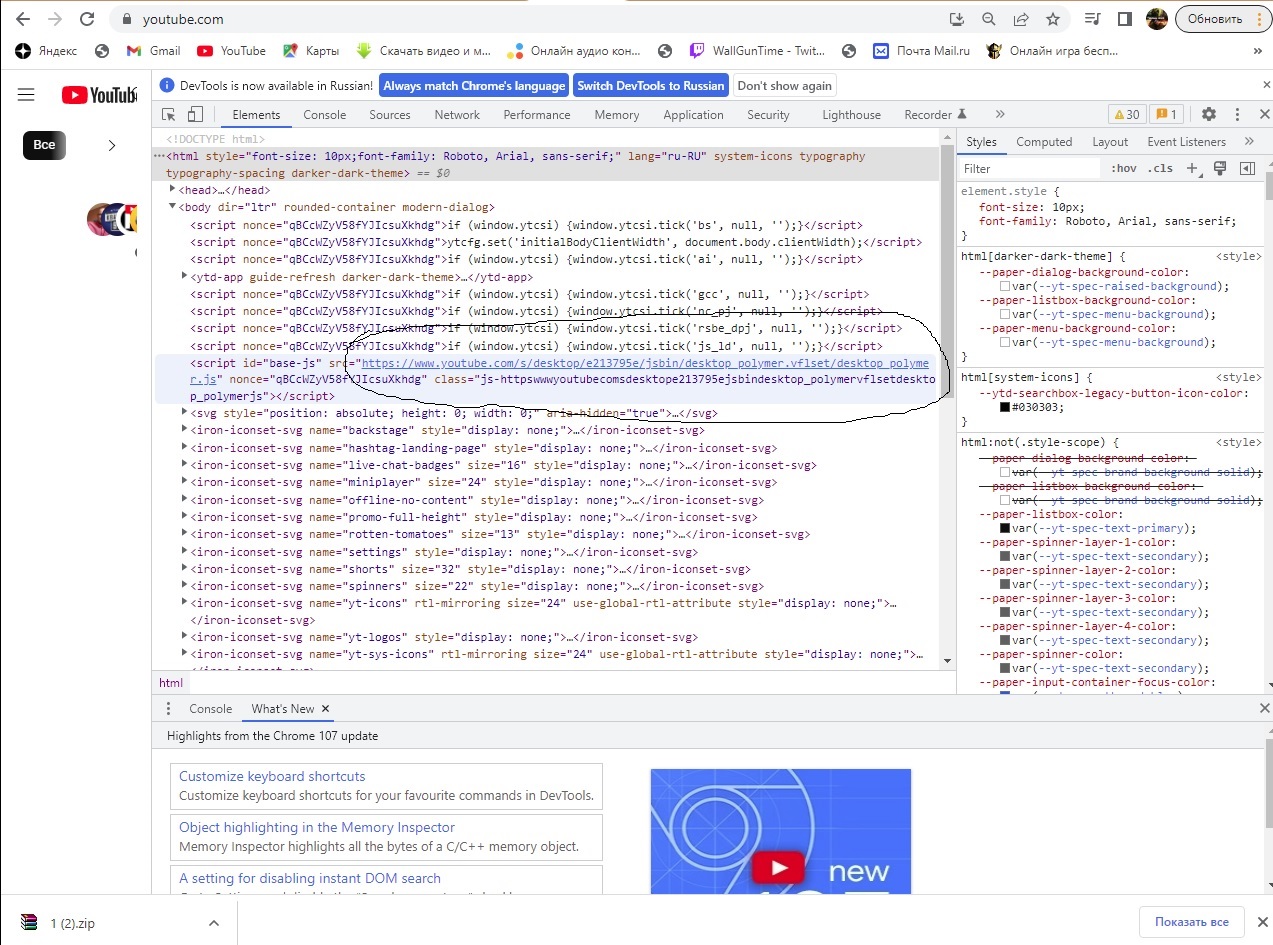 youtube.com
Обновить
Яндекс
Gmail
YouTube
Карты
Скачать видео и м...
Онлайн аудио кон...
WallGunTime - Twit...
Почта Mail.ru
Онлайн игра бесп...
»
YouTub
Все
DevTools is now available in Russian!
Always match Chrome's language
Switch DevTools to Russian
Don't show again
Elements
Console
Sources
Network
Performance
Memory
Application
Security
Lighthouse
Recorder
»
30
1
<!DOCTYPE html>
···<html style="font-size: 10px;font-family: Roboto, Arial, sans-serif;" lang="ru-RU" system-icons typography
typography-spacing darker-dark-theme> == $0
<head>…</head>
<body dir="ltr" rounded-container modern-dialog>
<script nonce="qBCcWZyV58fYJIcsuXkhdg">if (window.ytcsi) {window.ytcsi.tick('bs', null, '');}</script>
<script nonce="qBCcWZyV58fYJIcsuXkhdg">ytcfg.set('initialBodyClientWidth', document.body.clientWidth);</script>
<script nonce="qBCcWZyV58fYJIcsuXkhdg">if (window.ytcsi) {window.ytcsi.tick('ai', null, '');}</script>
<ytd-app guide-refresh darker-dark-theme>…</ytd-app>
<script nonce="qBCcWZyV58fYJIcsuXkhdg">if (window.ytcsi) {window.ytcsi.tick('gcc', null, '');}</script>
<script nonce="qBCcWZyV58fYJIcsuXkhdg">if (window.ytcsi) {window.ytcsi.tick('nc_pj', null, '');}</script>
<script nonce="qBCcWZyV58fYJIcsuXkhdg">if (window.ytcsi) {window.ytcsi.tick('rsbe_dpj', null, '');}</script>
<script nonce="qBCcWZyV58fYJIcsuXkhdg">if (window.ytcsi) {window.ytcsi.tick('js_ld', null, '');}</script>
<script id="base-js" src="https://www.youtube.com/s/desktop/e213795e/jsbin/desktop_polymer.vflset/desktop_polyme
r.js" nonce="qBCcWZyV58fYJIcsuXkhdg" class="js-httpswwwyoutubecomsdesktope213795ejsbindesktop_polymervflsetdeskto
p_polymerjs"></script>
<svg style="position: absolute; height: 0; width: 0;" aria-hidden="true">…</svg>
<iron-iconset-svg name="backstage" style="display: none;">…</iron-iconset-svg>
<iron-iconset-svg name="hashtag-landing-page" style="display: none;">…</iron-iconset-svg>
<iron-iconset-svg name="live-chat-badges" size="16" style="display: none;">…</iron-iconset-svg>
<iron-iconset-svg name="miniplayer" size="24" style="display: none;">…</iron-iconset-svg>
<iron-iconset-svg name="offline-no-content" style="display: none;">…</iron-iconset-svg>
<iron-iconset-svg name="promo-full-height" style="display: none;">…</iron-iconset-svg>
<iron-iconset-svg name="rotten-tomatoes" size="13" style="display: none;">…</iron-iconset-svg>
<iron-iconset-svg name="settings" style="display: none;">…</iron-iconset-svg>
<iron-iconset-svg name="shorts" size="32" style="display: none;">…</iron-iconset-svg>
<iron-iconset-svg name="spinners" size="22" style="display: none;">…</iron-iconset-svg>
<iron-iconset-svg name="yt-icons" rtl-mirroring size="24" use-global-rtl-attribute style="display: none;">…
</iron-iconset-svg>
<iron-iconset-svg name="yt-logos" style="display: none;">…</iron-iconset-svg>
<iron-iconset-svg name="yt-sys-icons" rtl-mirroring size="24" use-global-rtl-attribute style="display: none;">…
</iron-iconset-svg>
html
Styles
Computed
Layout
Event Listeners
»
Filter
:hov
.cls
element.style {
font-size: 10px;
font-family: Roboto, Arial, sans-serif;
}
html[darker-dark-theme] { <style>
--paper-dialog-background-color:
var(--yt-spec-raised-background);
--paper-listbox-background-color:
var(--yt-spec-menu-background);
--paper-menu-background-color:
var(--yt-spec-menu-background);
}
html[system-icons] { <style>
--ytd-searchbox-legacy-button-icon-color:
#030303;
}
html:not(.style-scope) { <style>
--paper-dialog-background-color:
var(--yt-spec-brand-background-solid);
--paper-listbox-background-color:
var(--yt-spec-brand-background-solid);
--paper-listbox-color:
var(--yt-spec-text-primary);
--paper-spinner-layer-1-color:
var(--yt-spec-text-secondary);
--paper-spinner-layer-2-color:
var(--yt-spec-text-secondary);
--paper-spinner-layer-3-color:
var(--yt-spec-text-secondary);
--paper-spinner-layer-4-color:
var(--yt-spec-text-secondary);
--paper-spinner-color:
var(--yt-spec-text-secondary);
--paper-input-container-focus-color:
Console
What's New
Highlights from the Chrome 107 update
Customize keyboard shortcuts
Customize keyboard shortcuts for your favourite commands in DevTools.
Object highlighting in the Memory Inspector
Memory Inspector highlights all the bytes of a C/C++ memory object.
A setting for disabling instant DOM search
new
1 (2).zip
Показать все